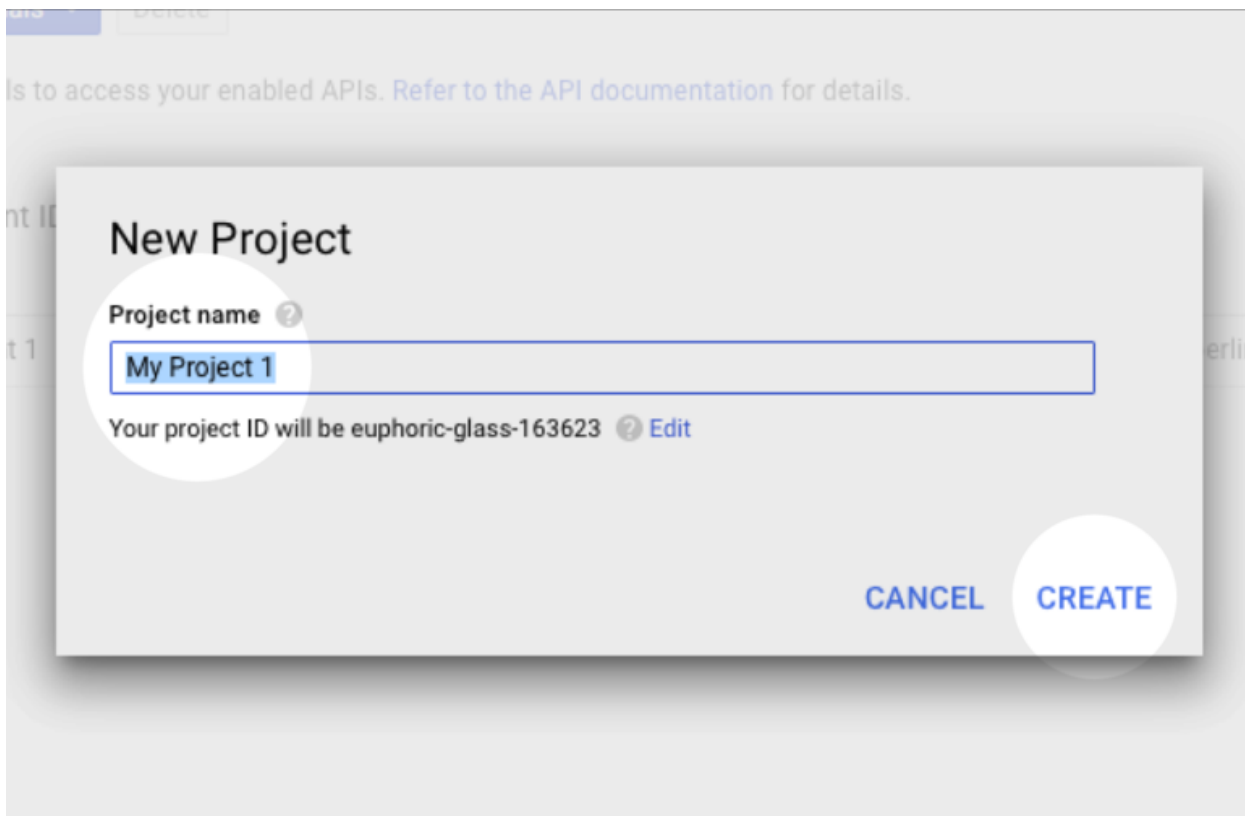 Delete
ls to access your enabled APIs. Refer to the API documentation for details.
New Project
Project name ?
My Project 1
Your project ID will be euphoric-glass-163623 ? Edit
CANCEL CREATE